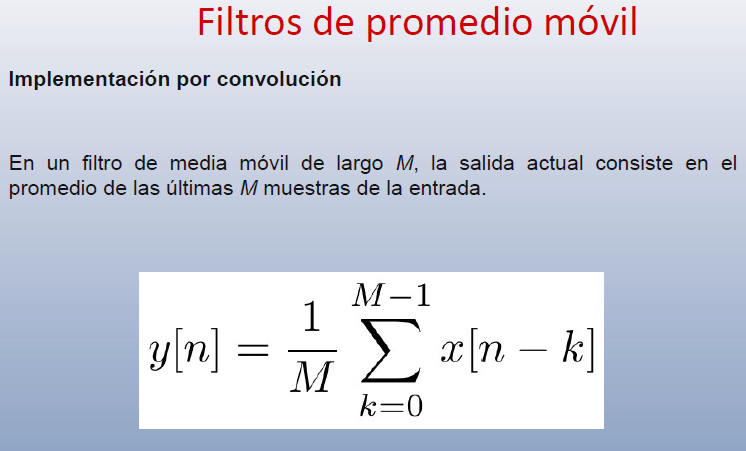 Filtros de promedio móvil
Implementación por convolución
En un filtro de media móvil de largo M, la salida actual consiste en el
promedio de las últimas M muestras de la entrada.
y[n] = \frac{1}{M} \sum_{k=0}^{M-1} x[n - k]